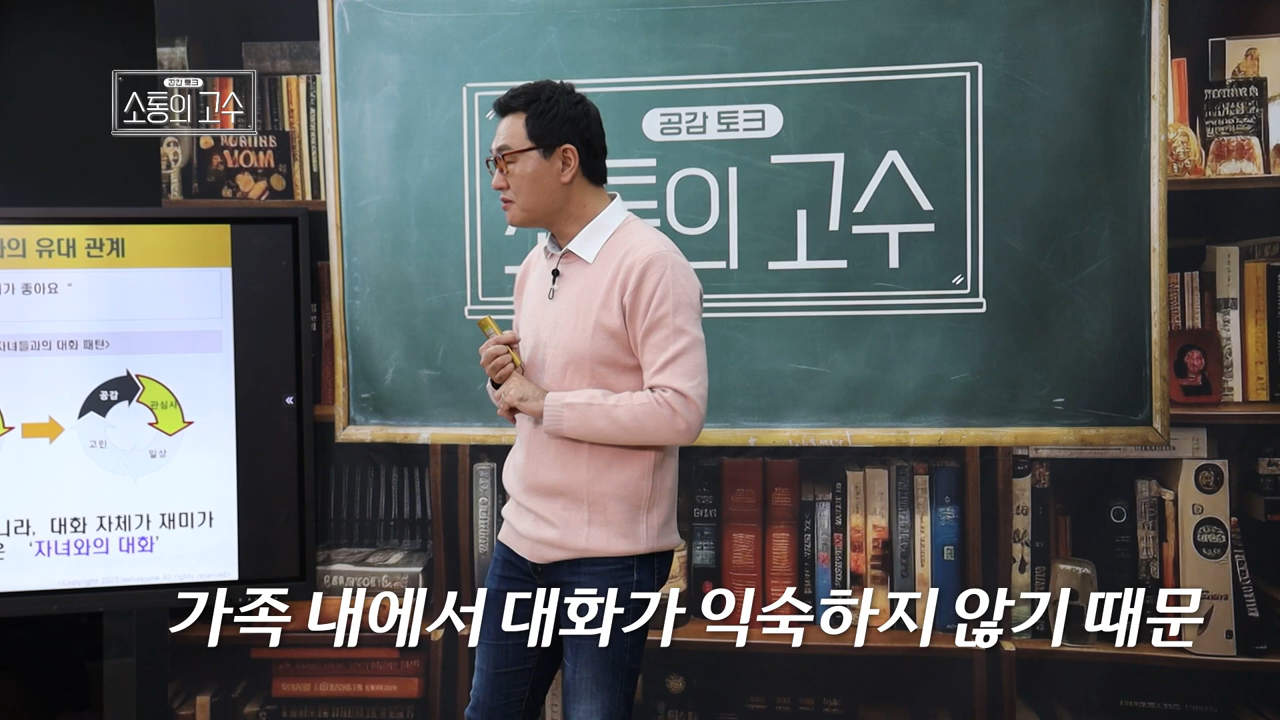 공감 토크
소통의 고수
공감 토크
통의 고수
의 유대 관계
가 좋아요 "
자녀들과의 대화 패턴>
공감
관심사
고민
일상
니라, 대화 자체가 재미가
'자녀와의 대화'
가족 내에서 대화가 익숙하지 않기 때문